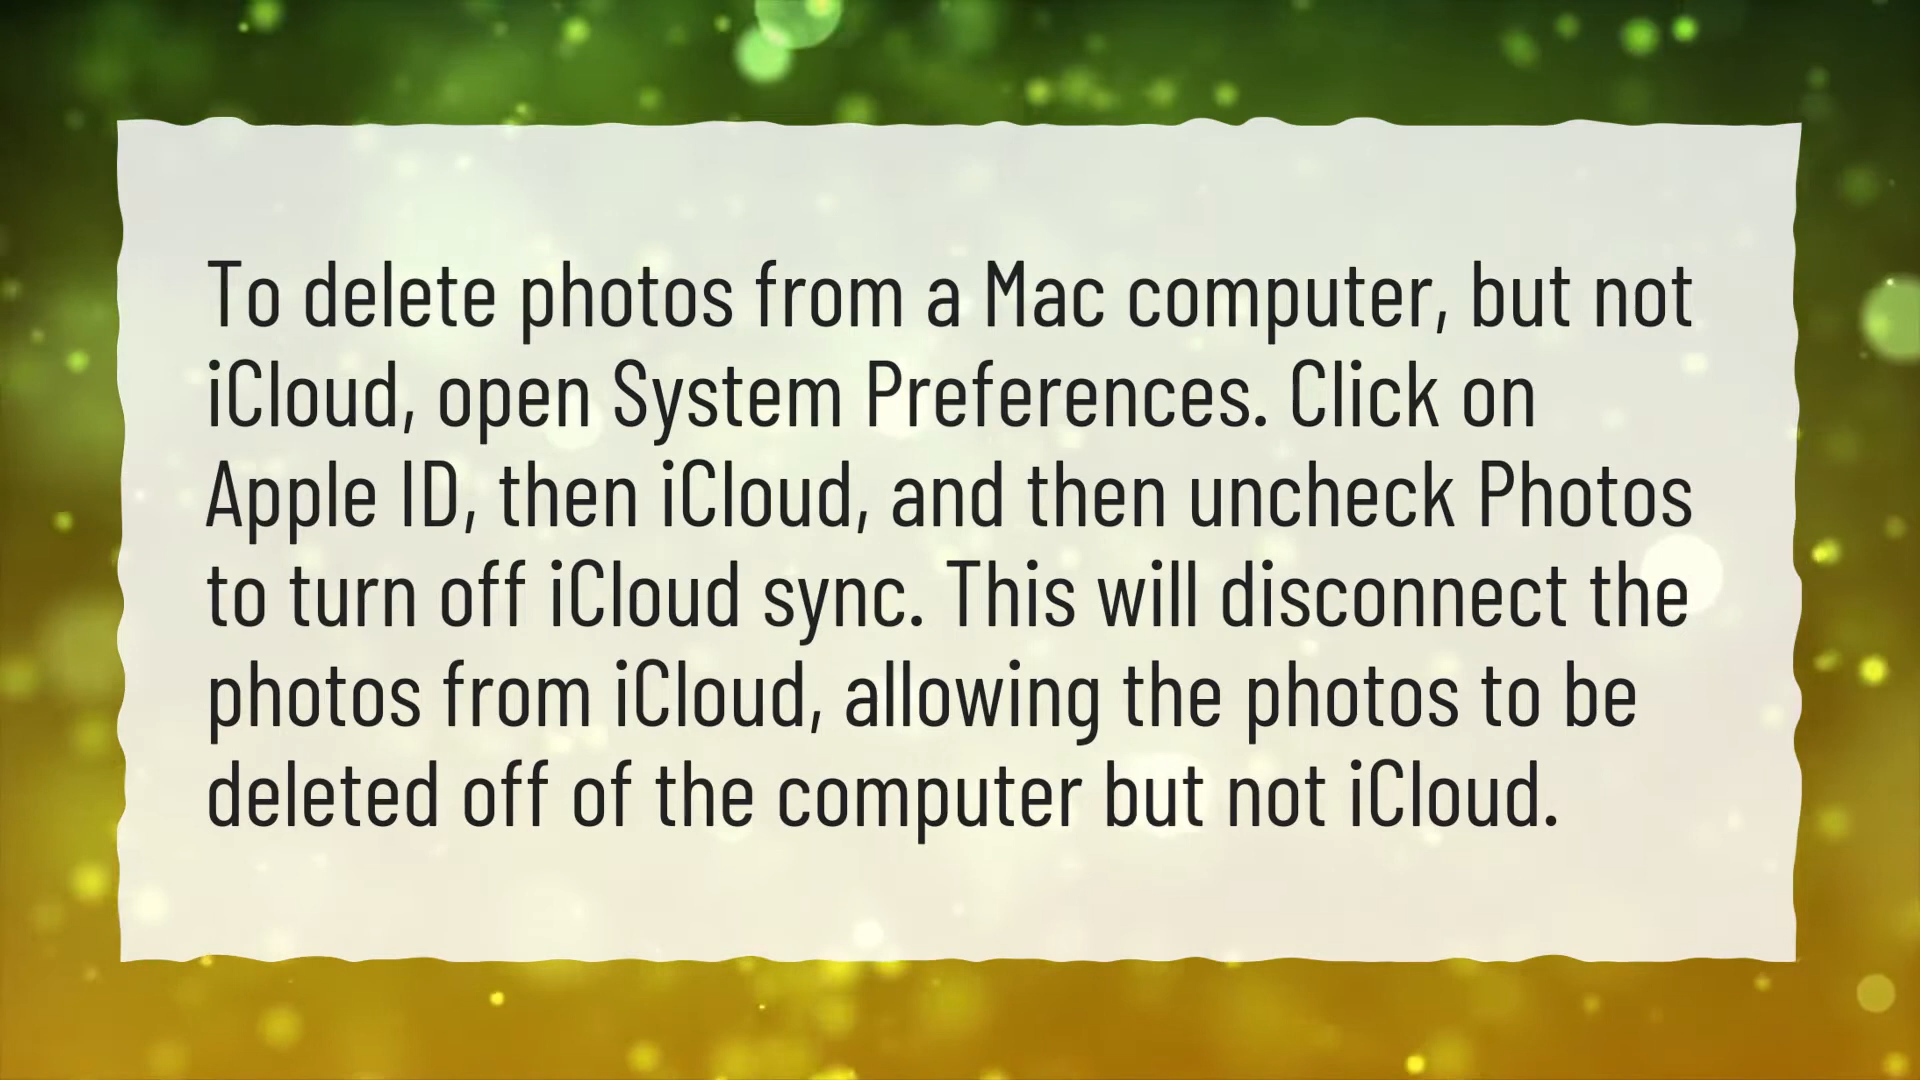 To delete photos from a Mac computer, but not
iCloud, open System Preferences. Click on
Apple ID, then iCloud, and then uncheck Photos
to turn off iCloud sync. This will disconnect the
photos from iCloud, allowing the photos to be
deleted off of the computer but not iCloud.